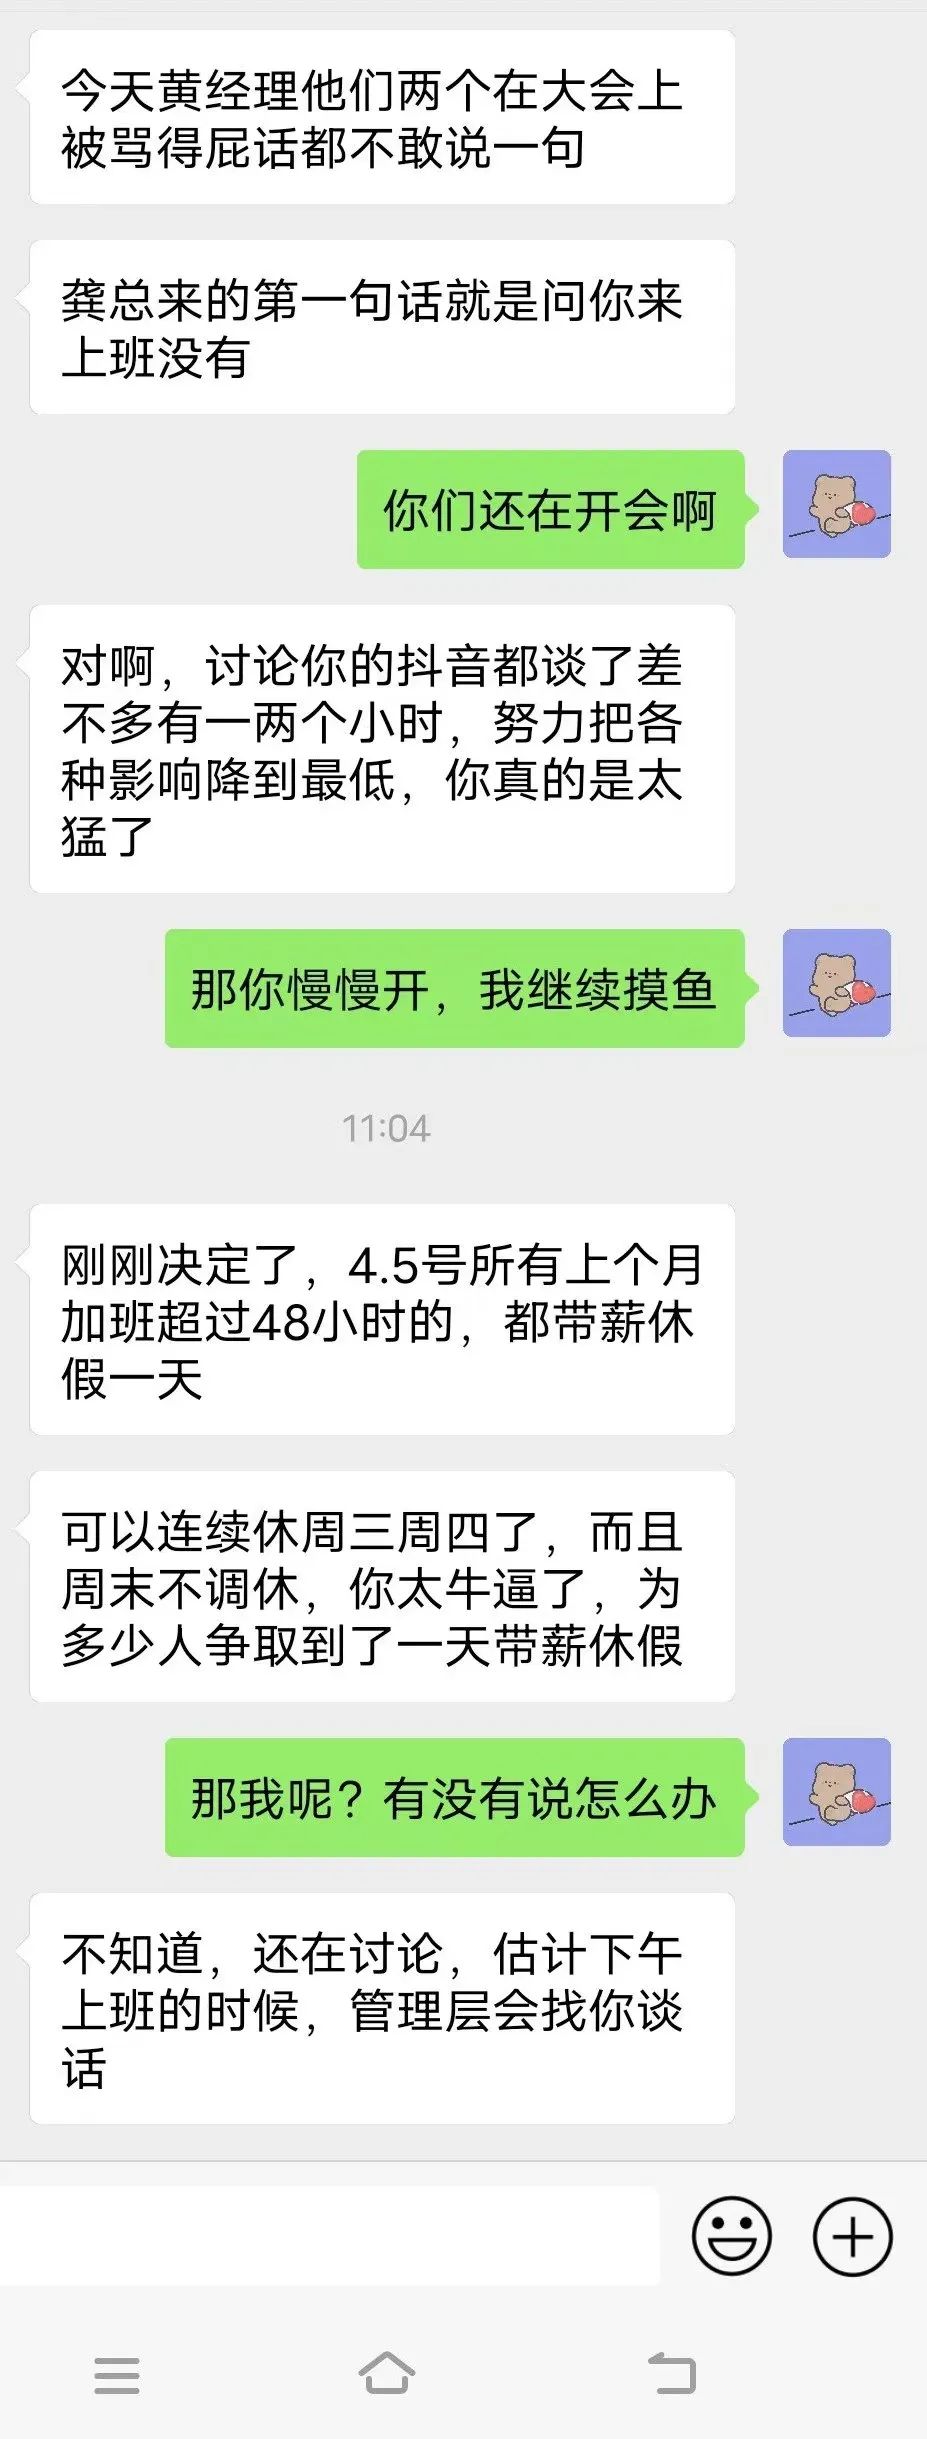 今天黄经理他们两个在大会上
被骂得屁话都不敢说一句
龚总来的第一句话就是问你来
上班没有
你们还在开会啊
对啊，讨论你的抖音都谈了差
不多有一两个小时，努力把各
种影响降到最低，你真的是太
猛了
那你慢慢开，我继续摸鱼
11:04
刚刚决定了，4.5号所有上个月
加班超过48小时的，都带薪休
假一天
可以连续休周三周四了，而且
周末不调休，你太牛逼了，为
多少人争取到了一天带薪休假
那我呢？有没有说怎么办
不知道，还在讨论，估计下午
上班的时候，管理层会找你谈
话